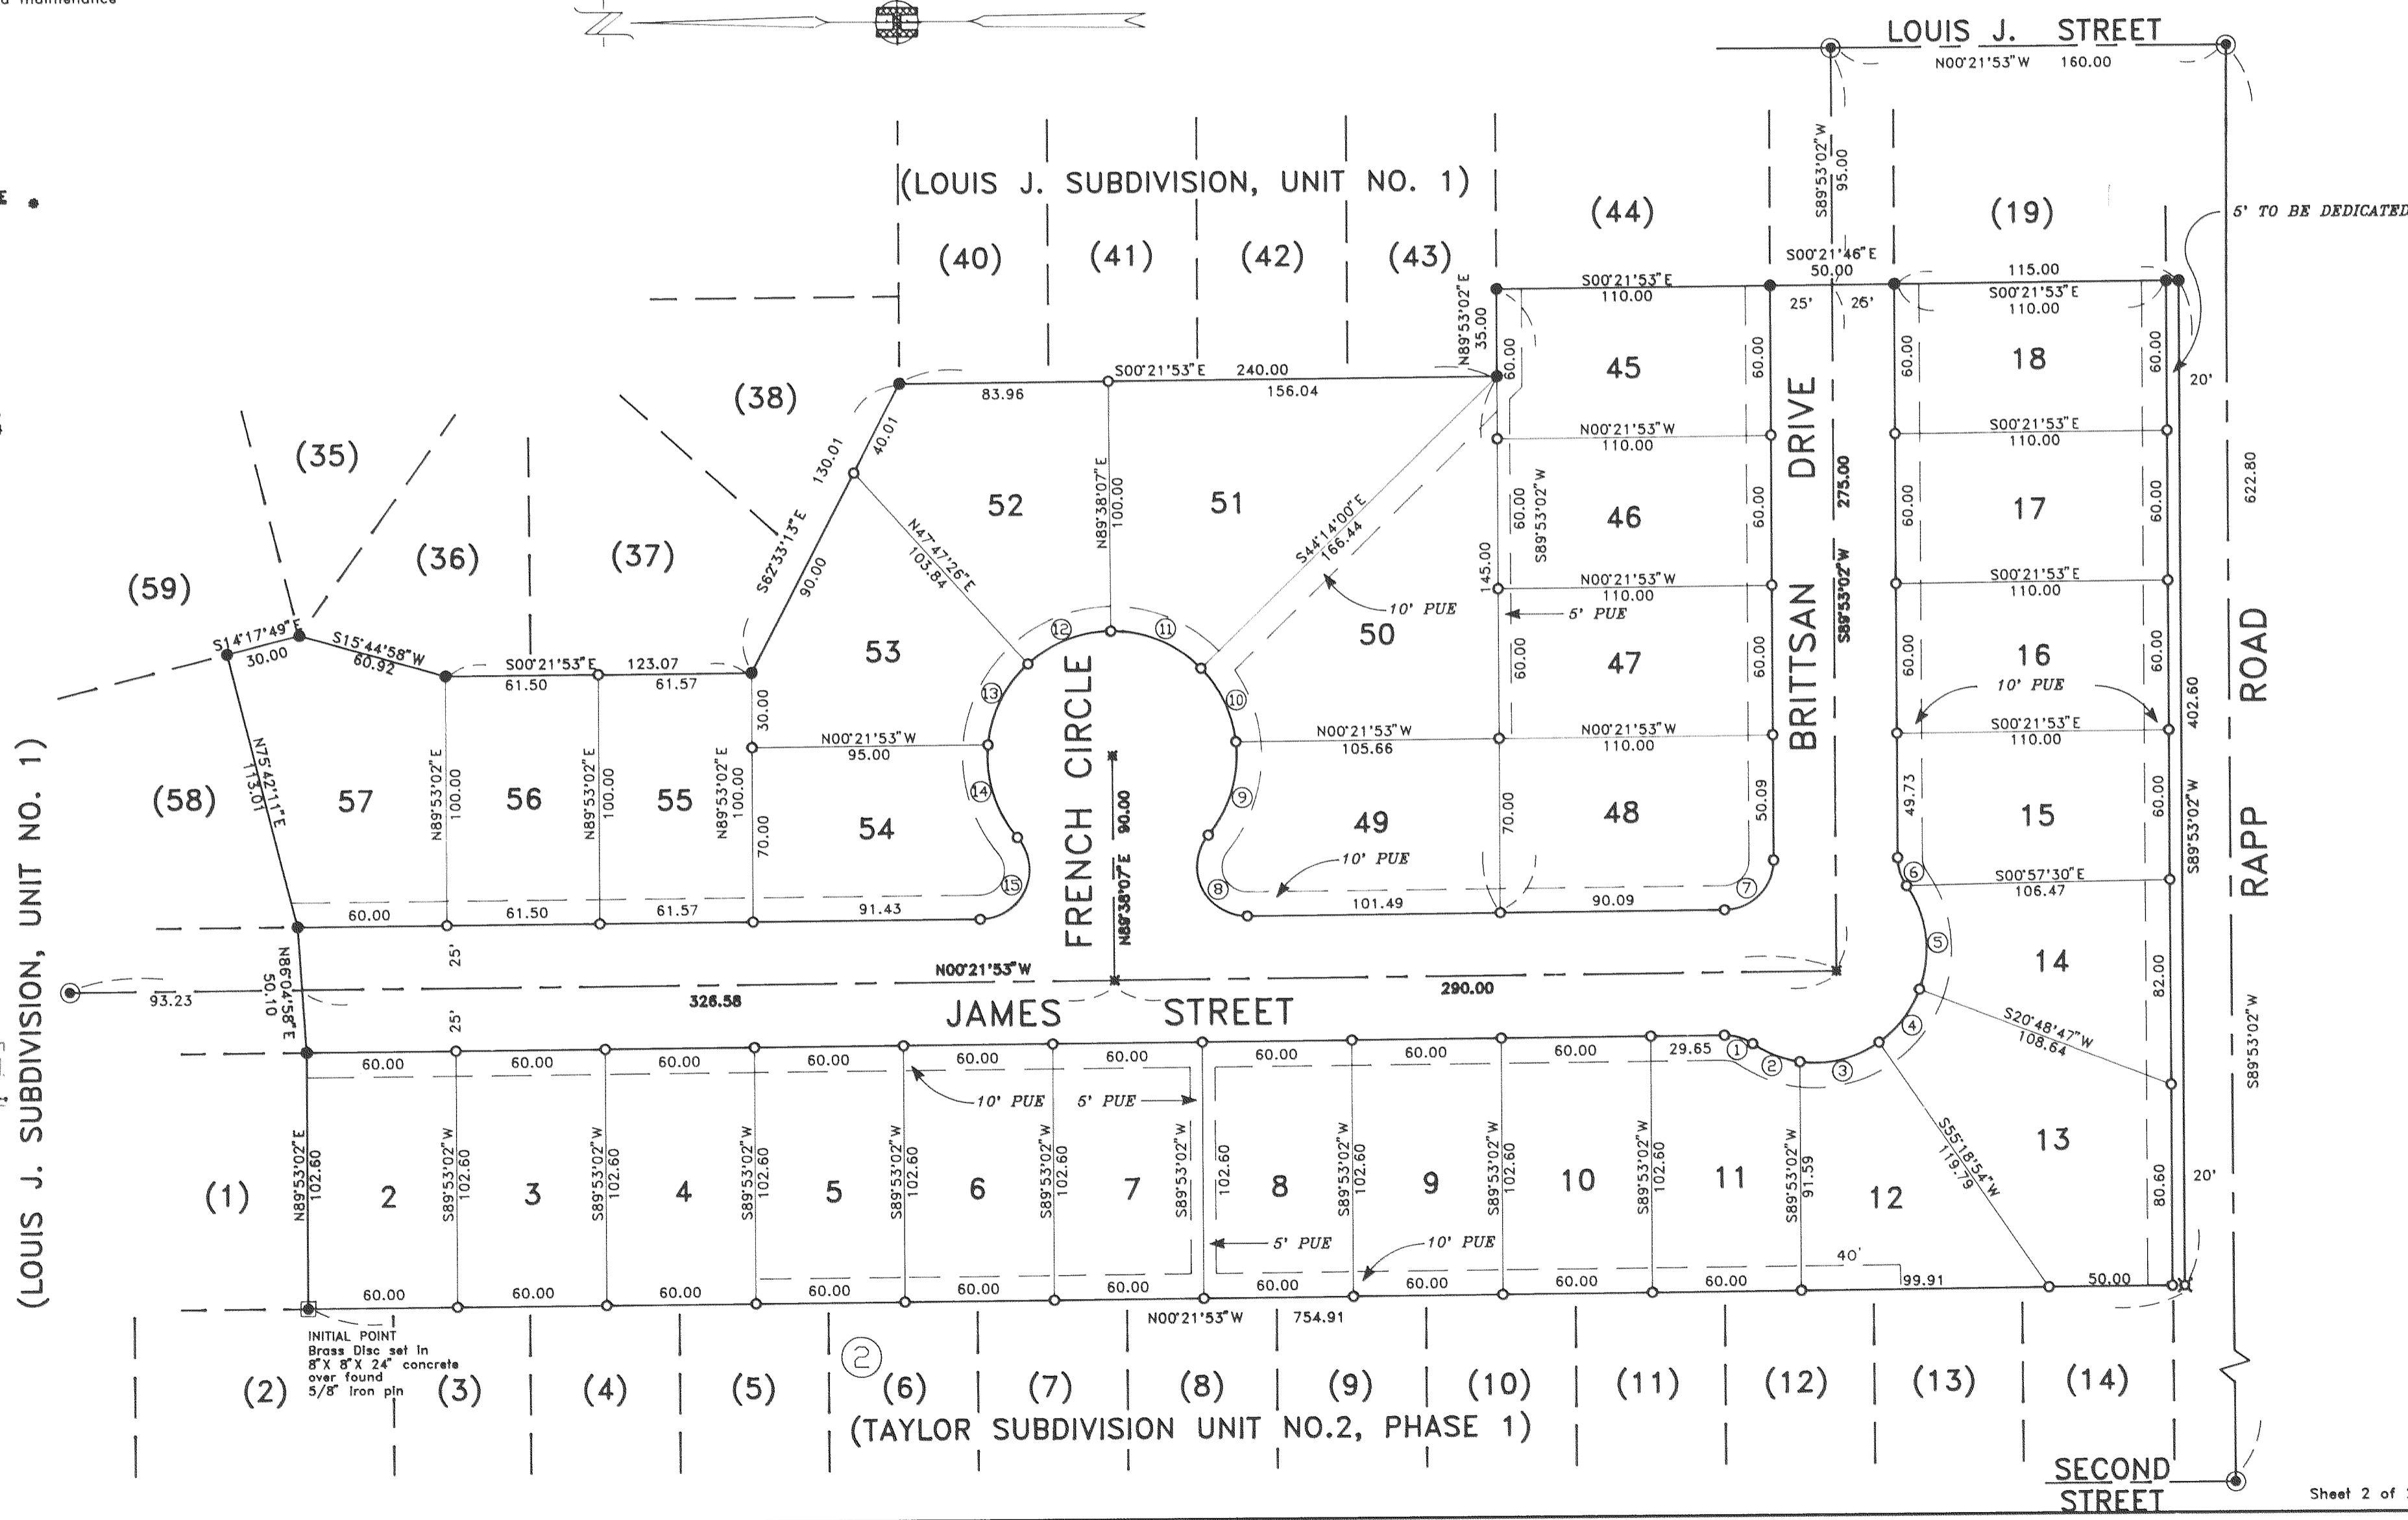 d maintenance
N
E
LOUIS J. STREET
N00°21'53"W 160.00
(LOUIS J. SUBDIVISION, UNIT NO. 1)
S89°53'02"W
95.00
(44)
(19)
5' TO BE DEDICATED
(40)
(41)
(42)
(43)
S00°21'46"E
50.00
25'
26'
N89°53'02"E
35.00
S00°21'53"E
110.00
115.00
S00°21'53"E
110.00
(38)
83.96
S00°21'53"E 240.00
156.04
60.00
45
60.00
60.00
18
60.00
20'
(35)
130.01
40.01
N00°21'53"W
110.00
S00°21'53"E
110.00
622.80
52
N89°38'07"E
100.00
51
S44°14'00"E
166.44
60.00
S89°53'02"W
46
60.00
BRITTSAN DRIVE
S89°53'02"W 275.00
60.00
17
60.00
(59)
(36)
(37)
S62°33'13"E
90.00
N47°47'26"E
103.84
145.00
N00°21'53"W
110.00
S00°21'53"E
110.00
10' PUE
5' PUE
S14°17'49"E
30.00
S15°44'58"W
60.92
S00°21'53"E 123.07
61.50
61.57
53
12
11
50
60.00
47
60.00
60.00
16
10' PUE
60.00
402.60
RAPP ROAD
13
10
30.00
N00°21'53"W
95.00
N00°21'53"W
105.66
N00°21'53"W
110.00
S00°21'53"E
110.00
(LOUIS J. SUBDIVISION, UNIT NO. 1)
(58)
N75°42'11"E
113.01
57
N89°53'02"E
100.00
56
N89°53'02"E
100.00
55
N89°53'02"E
100.00
70.00
54
14
FRENCH CIRCLE
N89°38'07"E 90.00
9
49
10' PUE
70.00
48
50.09
49.73
15
60.00
S89°53'02"W
15
8
7
6
S00°57'30"E
106.47
60.00
61.50
61.57
91.43
101.49
90.09
25'
5
14
82.00
93.23
N86°04'58"E
50.10
N00°21'53"W
326.58
290.00
25'
JAMES STREET
4
S20°48'47"W
108.64
S89°53'02"W
60.00
60.00
60.00
60.00
60.00
60.00
60.00
60.00
60.00
29.65
1
2
3
10' PUE
5' PUE
(1)
N89°53'02"E
102.60
2
S89°53'02"W
102.60
3
S89°53'02"W
102.60
4
S89°53'02"W
102.60
5
S89°53'02"W
102.60
6
S89°53'02"W
102.60
7
S89°53'02"W
102.60
8
S89°53'02"W
102.60
9
S89°53'02"W
102.60
10
S89°53'02"W
102.60
11
S89°53'02"W
91.59
12
S55°18'54"W
119.79
13
80.60
20'
5' PUE
10' PUE
40'
60.00
60.00
60.00
60.00
60.00
60.00
60.00
60.00
60.00
60.00
99.91
50.00
N00°21'53"W 754.91
INITIAL POINT
Brass Disc set in
8"X 8"X 24" concrete
over found
5/8" iron pin
2
(2)
(3)
(4)
(5)
(6)
(7)
(8)
(9)
(10)
(11)
(12)
(13)
(14)
(TAYLOR SUBDIVISION UNIT NO.2, PHASE 1)
SECOND
STREET
Sheet 2 of